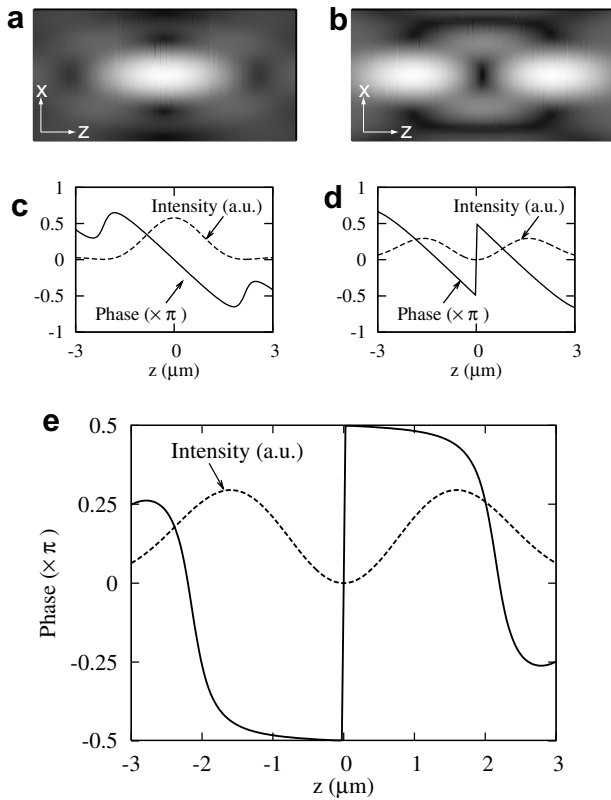 a
b
x
z
x
z
c
1
0.5
0
-0.5
-1
Intensity (a.u.)
Phase (× π )
-3
0
3
z (μm)
d
1
0.5
0
-0.5
-1
Intensity (a.u.)
Phase (× π )
-3
0
3
z (μm)
e
0.5
0.25
0
-0.25
-0.5
Phase (× π )
Intensity (a.u.)
-3
-2
-1
0
1
2
3
z (μm)